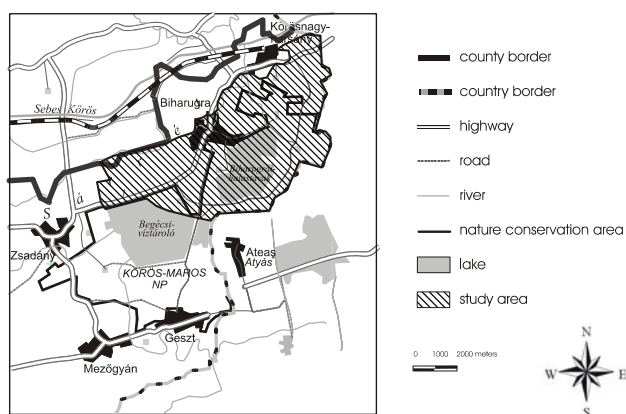 Körösnagy-
harsány
Sebes Körös
Biharugra
é
Biharugrai-
halastavak
á
S
Zsadány
Begécsi-
víztároló
Ateaş
Atyás
KÖRÖS-MAROS
NP
Geszt
Mezőgyán
county border
country border
highway
road
river
nature conservation area
lake
study area
0 1000 2000 meters
N
W E
S